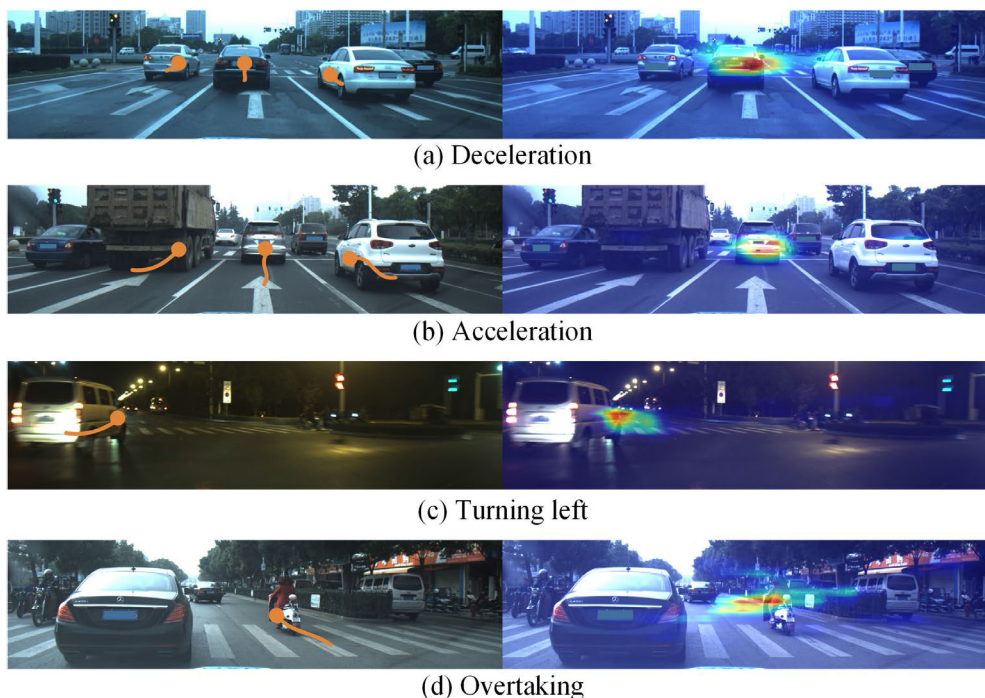 (a) Deceleration
(b) Acceleration
(c) Turning left
(d) Overtaking